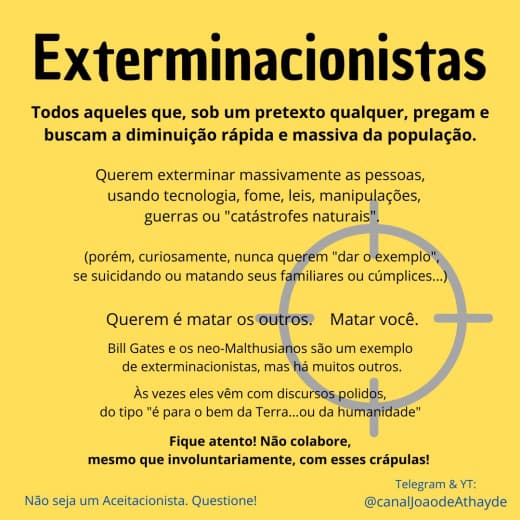 Exterminacionistas
Todos aqueles que, sob um pretexto qualquer, pregam e
buscam a diminuição rápida e massiva da população.
Querem exterminar massivamente as pessoas,
usando tecnologia, fome, leis, manipulações,
guerras ou "catástrofes naturais".
(porém, curiosamente, nunca querem "dar o exemplo",
se suicidando ou matando seus familiares ou cúmplices...)
Querem é matar os outros. Matar você.
Bill Gates e os neo-Malthusianos são um exemplo
de exterminacionistas, mas há muitos outros.
Às vezes eles vêm com discursos polidos,
do tipo "é para o bem da Terra...ou da humanidade"
Fique atento! Não colabore,
mesmo que involuntariamente, com esses crápulas!
Telegram & YT:
Não seja um Aceitacionista. Questione!
@canalJoaodeAthayde